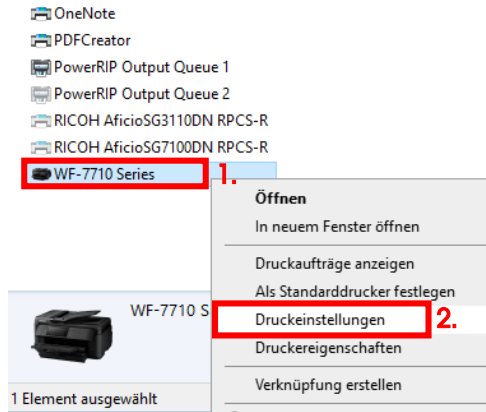 OneNote
PDFCreator
PowerRIP Output Queue 1
PowerRIP Output Queue 2
RICOH AficioSG3110DN RPCS-R
RICOH AficioSG7100DN RPCS-R
WF-7710 Series
1.
Öffnen
In neuem Fenster öffnen
Druckaufträge anzeigen
Als Standarddrucker festlegen
Druckeinstellungen
2.
Druckereigenschaften
Verknüpfung erstellen
WF-7710 S
1 Element ausgewählt